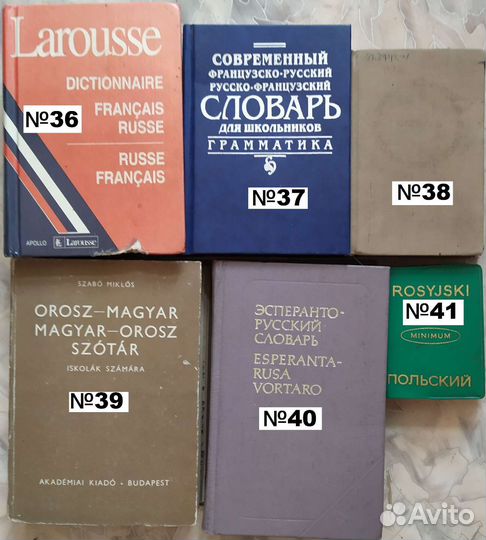 Larousse
DICTIONNAIRE
FRANÇAIS
RUSSE
RUSSE
FRANÇAIS
№36
APOLLO Larousse
СОВРЕМЕННЫЙ
ФРАНЦУЗСКО-РУССКИЙ
РУССКО-ФРАНЦУЗСКИЙ
СЛОВАРЬ
ДЛЯ ШКОЛЬНИКОВ
ГРАММАТИКА
№37
№38
SZABÓ MIKLÓS
OROSZ–MAGYAR
MAGYAR–OROSZ
SZÓTÁR
ISKOLÁK SZÁMÁRA
№39
AKADÉMIAI KIADÓ • BUDAPEST
ЭСПЕРАНТО-
РУССКИЙ
СЛОВАРЬ
ESPERANTA-
RUSA
VORTARO
№40
ROSYJSKI
№41
MINIMUM
ПОЛЬСКИЙ
Avito